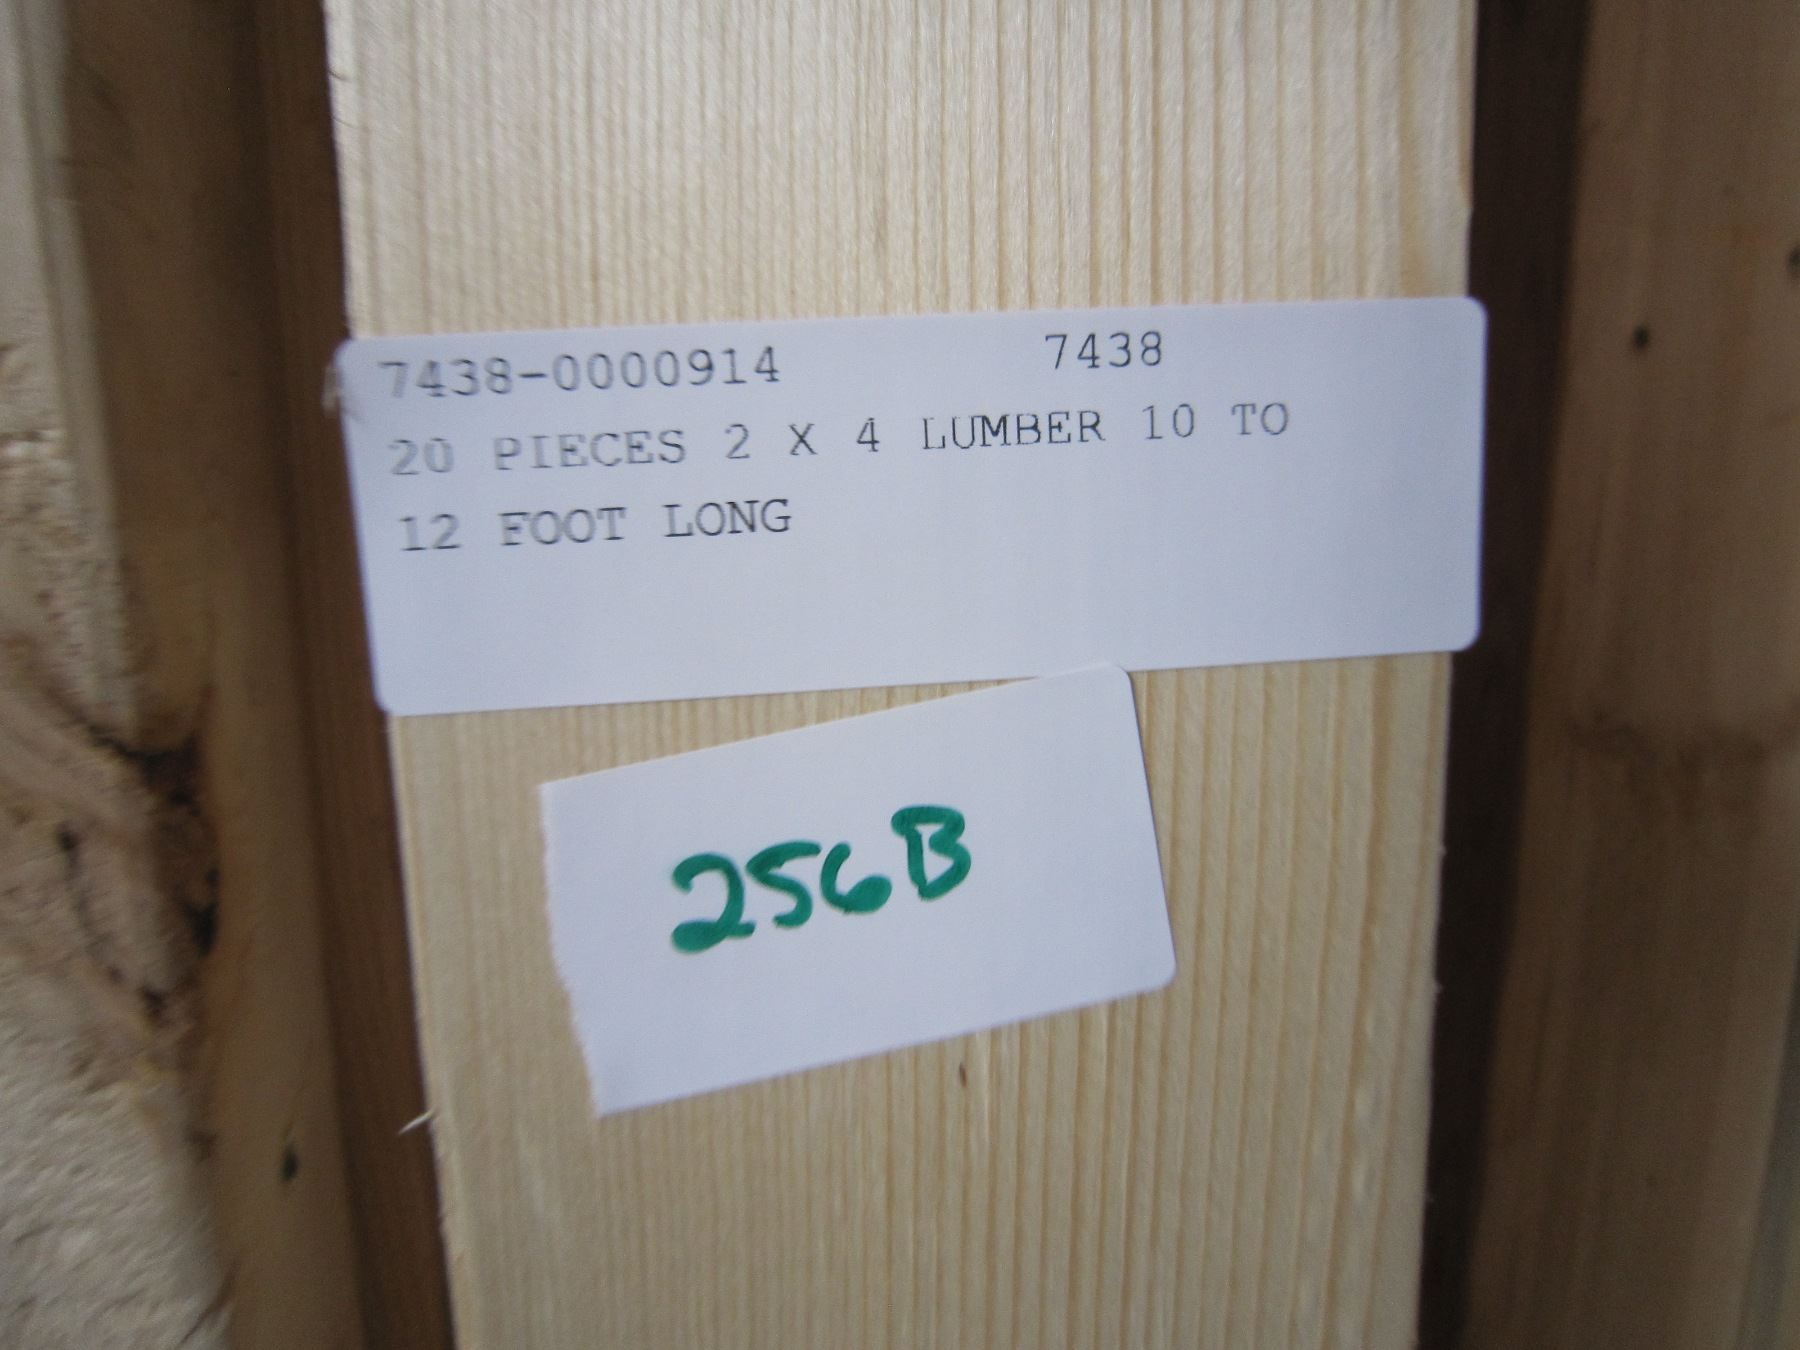 7438-0000914 7438
20 PIECES 2 X 4 LUMBER 10 TO
12 FOOT LONG
256B